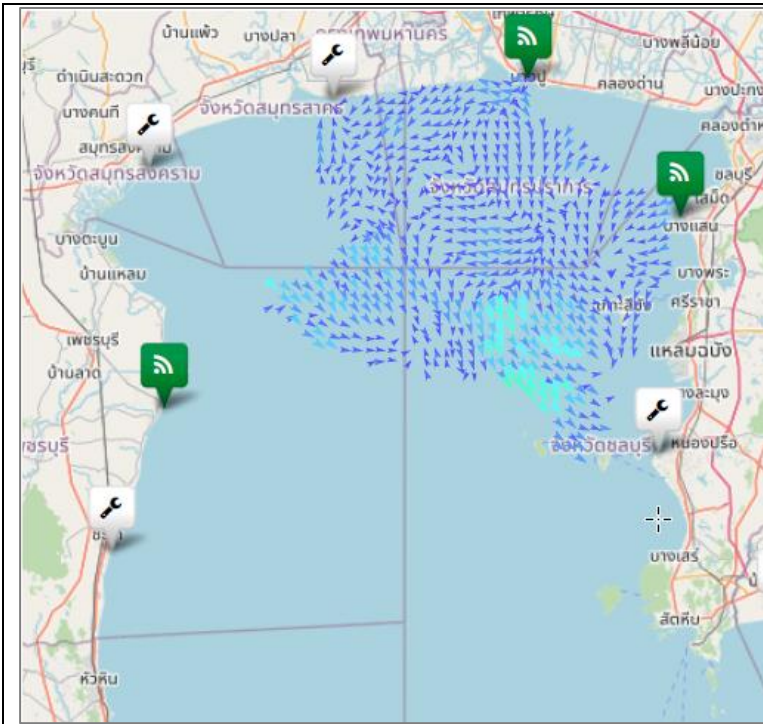 บ้านแพ้ว
บางปลา
กรุงเทพมหานคร
บางพลีน้อย
ดำเนินสะดวก
บางปู
คลองด่าน
บางปะกง
บางคนที
จังหวัดสมุทรสาคร
คลองตำห
จังหวัดสมุทรสงคราม
ชลบุรี
จังหวัดสมุทรปราการ
เสม็ด
บางแสน
บางตะบูน
บ้านแหลม
บางพระ
เกาะสีชัง
ศรีราชา
เพชรบุรี
แหลมฉบัง
บ้านลาด
างละมุง
จังหวัดชลบุรี
หนองปรือ
ชะอำ
บางเสร่
สัตหีบ
หัวหิน